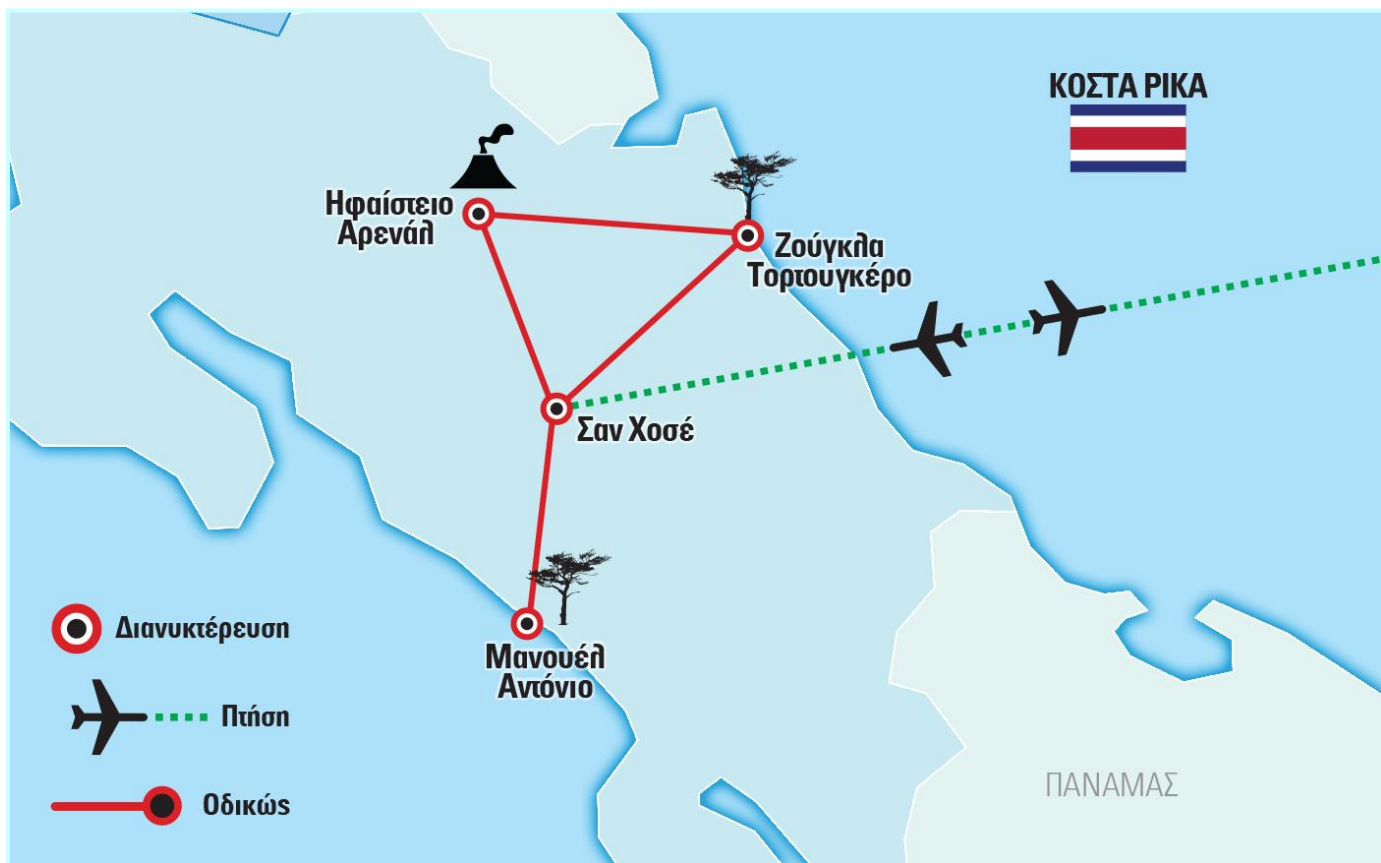 ΚΟΣΤΑ ΡΙΚΑ
Ηφαίστειο
Αρενάλ
Ζούγκλα
Τορτουγκέρο
Σαν Χοσέ
Μανουέλ
Αντόνιο
Διανυκτέρευση
Πτήση
Οδικώς
ΠΑΝΑΜΑΣ